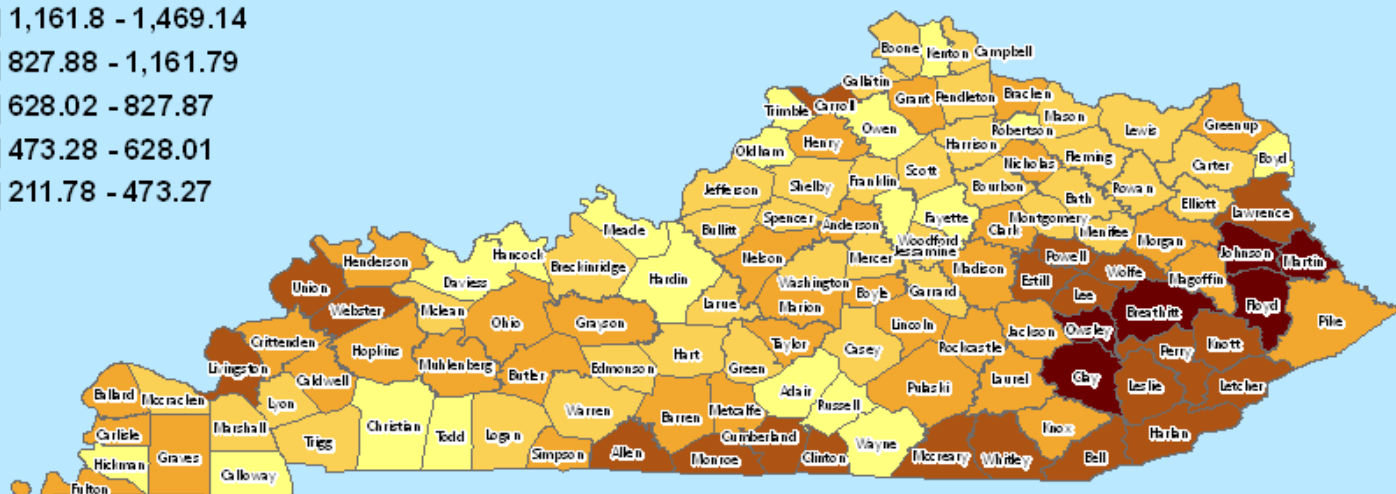 1,161.8 - 1,469.14
827.88 - 1,161.79
628.02 - 827.87
473.28 - 628.01
211.78 - 473.27
Boone
Kenton
Campbell
Gallatin
Grant
Pendleton
Bracken
Trimble
Carroll
Owen
Mason
Robertson
Lewis
Greenup
Henry
Harrison
Oldham
Nicholas
Fleming
Boyd
Carter
Scott
Franklin
Shelby
Jefferson
Bourbon
Rowan
Bath
Elliott
Lawrence
Spencer
Anderson
Fayette
Montgomery
Clark
Menifee
Bullitt
Meade
Woodford
Jessamine
Morgan
Hancock
Henderson
Breckinridge
Nelson
Mercer
Powell
Johnson
Martin
Daviess
Hardin
Washington
Madison
Wolfe
Magoffin
Union
Estill
Lee
Larue
Marion
Boyle
Garrard
Webster
Mclean
Floyd
Breathitt
Ohio
Grayson
Lincoln
Jackson
Owsley
Pike
Crittenden
Hopkins
Taylor
Casey
Rockcastle
Perry
Knott
Hart
Livingston
Muhlenberg
Butler
Edmonson
Green
Caldwell
Clay
Laurel
Leslie
Letcher
Adair
Pulaski
Ballard
Mccracken
Lyon
Warren
Russell
Barren
Metcalfe
Marshall
Christian
Todd
Logan
Cumberland
Knox
Harlan
Carlisle
Trigg
Wayne
Graves
Simpson
Allen
Monroe
Clinton
Mccreary
Whitley
Bell
Hickman
Calloway
Fulton